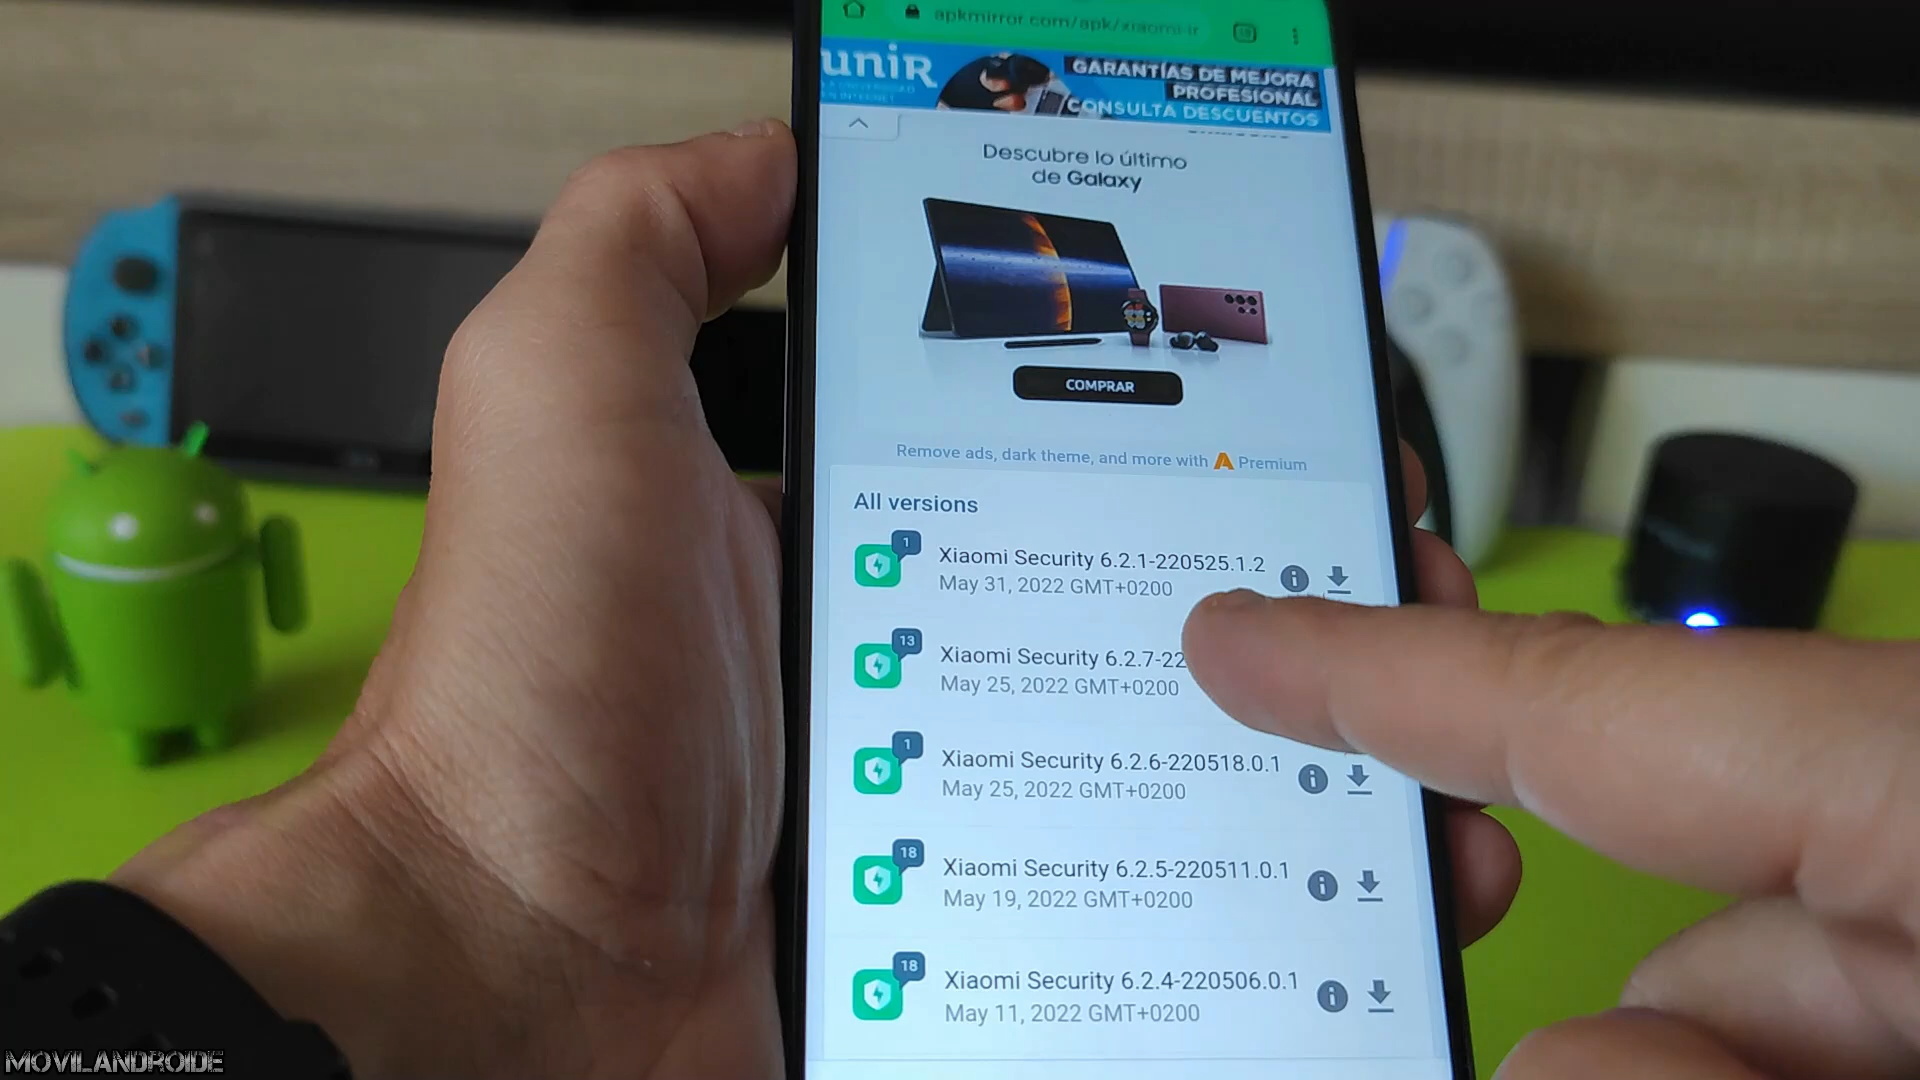 apkmirror.com/apk/xiaomi-ir
unir
GARANTÍAS DE MEJORA
PROFESIONAL
CONSULTA DESCUENTOS
Descubre lo último
de Galaxy
COMPRAR
Remove ads, dark theme, and more with Premium
All versions
1
Xiaomi Security 6.2.1-220525.1.2
May 31, 2022 GMT+0200
13
Xiaomi Security 6.2.7-22
May 25, 2022 GMT+0200
1
Xiaomi Security 6.2.6-220518.0.1
May 25, 2022 GMT+0200
18
Xiaomi Security 6.2.5-220511.0.1
May 19, 2022 GMT+0200
18
Xiaomi Security 6.2.4-220506.0.1
May 11, 2022 GMT+0200
MOVILANDROIDE